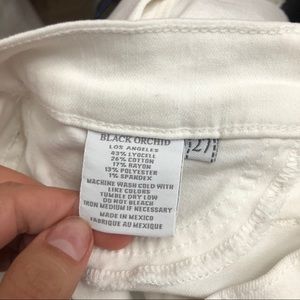 BLACK ORCHID
LOS ANGELES
43% LYOCELL
26% COTTON
17% RAYON
13% POLYESTER
1% SPANDEX
MACHINE WASH COLD WITH
LIKE COLORS
TUMBLE DRY LOW
DO NOT BLEACH
IRON MEDIUM IF NECESSARY
MADE IN MEXICO
FABRIQUE AU MEXIQUE
27